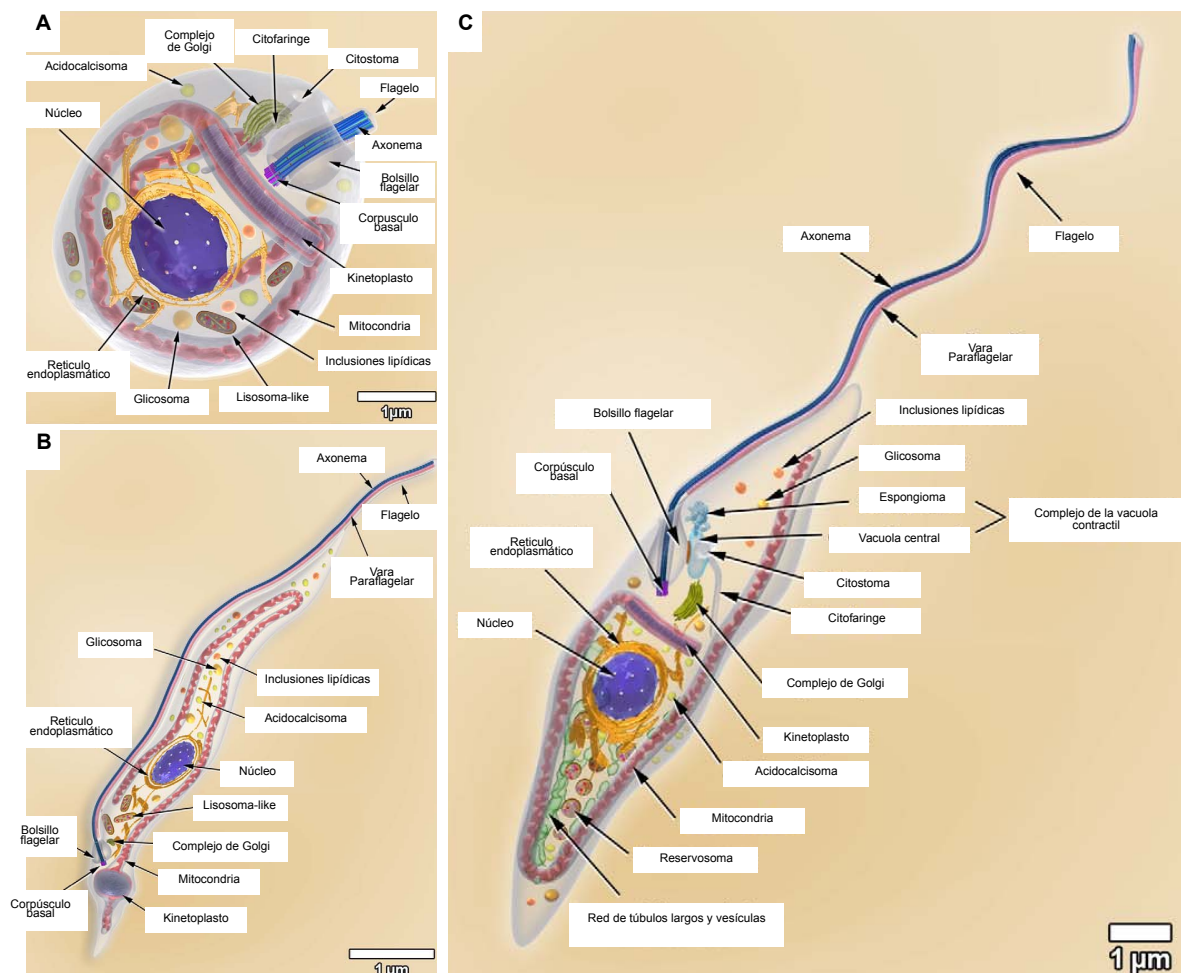 A
Complejo
de Golgi
Citofaringe
Citostoma
Acidocalcisoma
Flagelo
Núcleo
Axonema
Bolsillo
flagelar
Corpusculo
basal
Kinetoplasto
Mitocondria
Inclusiones lipídicas
Reticulo
endoplasmático
Glicosoma
Lisosoma-like
1µm
B
Axonema
Flagelo
Vara
Paraflagelar
Glicosoma
Inclusiones lipídicas
Acidocalcisoma
Reticulo
endoplasmático
Núcleo
Lisosoma-like
Bolsillo
flagelar
Complejo de Golgi
Mitocondria
Corpúsculo
basal
Kinetoplasto
1 µm
C
Flagelo
Axonema
Vara
Paraflagelar
Bolsillo flagelar
Inclusiones lipídicas
Glicosoma
Corpúsculo
basal
Espongioma
Complejo de la vacuola
contractil
Vacuola central
Reticulo
endoplasmático
Citostoma
Citofaringe
Núcleo
Complejo de Golgi
Kinetoplasto
Acidocalcisoma
Mitocondria
Reservosoma
Red de túbulos largos y vesículas
1 µm